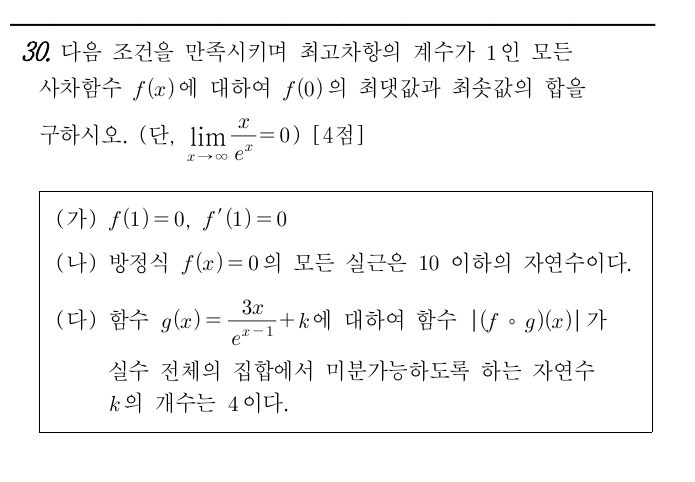 30. 다음 조건을 만족시키며 최고차항의 계수가 1인 모든
사차함수 f(x)에 대하여 f(0)의 최댓값과 최솟값의 합을
구하시오. (단, lim_{x→∞} x/e^x = 0) [4점]
(가) f(1)=0, f′(1)=0
(나) 방정식 f(x)=0의 모든 실근은 10 이하의 자연수이다.
(다) 함수 g(x)= 3x/e^{x−1} +k에 대하여 함수 |(f∘g)(x)|가
실수 전체의 집합에서 미분가능하도록 하는 자연수
k의 개수는 4이다.